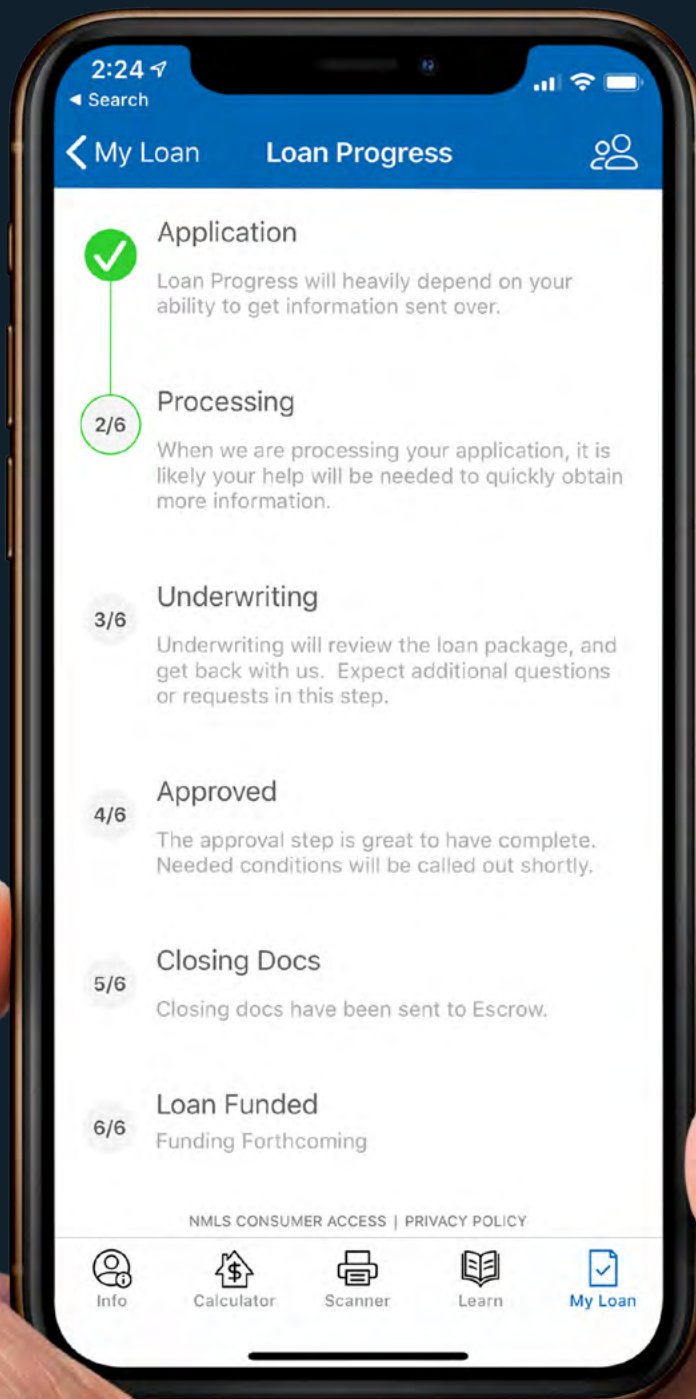 2:24
Search
My Loan
Loan Progress
Application
Loan Progress will heavily depend on your
ability to get information sent over.
2/6
Processing
When we are processing your application, it is
likely your help will be needed to quickly obtain
more information.
3/6
Underwriting
Underwriting will review the loan package, and
get back with us. Expect additional questions
or requests in this step.
4/6
Approved
The approval step is great to have complete.
Needed conditions will be called out shortly.
5/6
Closing Docs
Closing docs have been sent to Escrow.
6/6
Loan Funded
Funding Forthcoming
NMLS CONSUMER ACCESS | PRIVACY POLICY
Info
Calculator
Scanner
Learn
My Loan